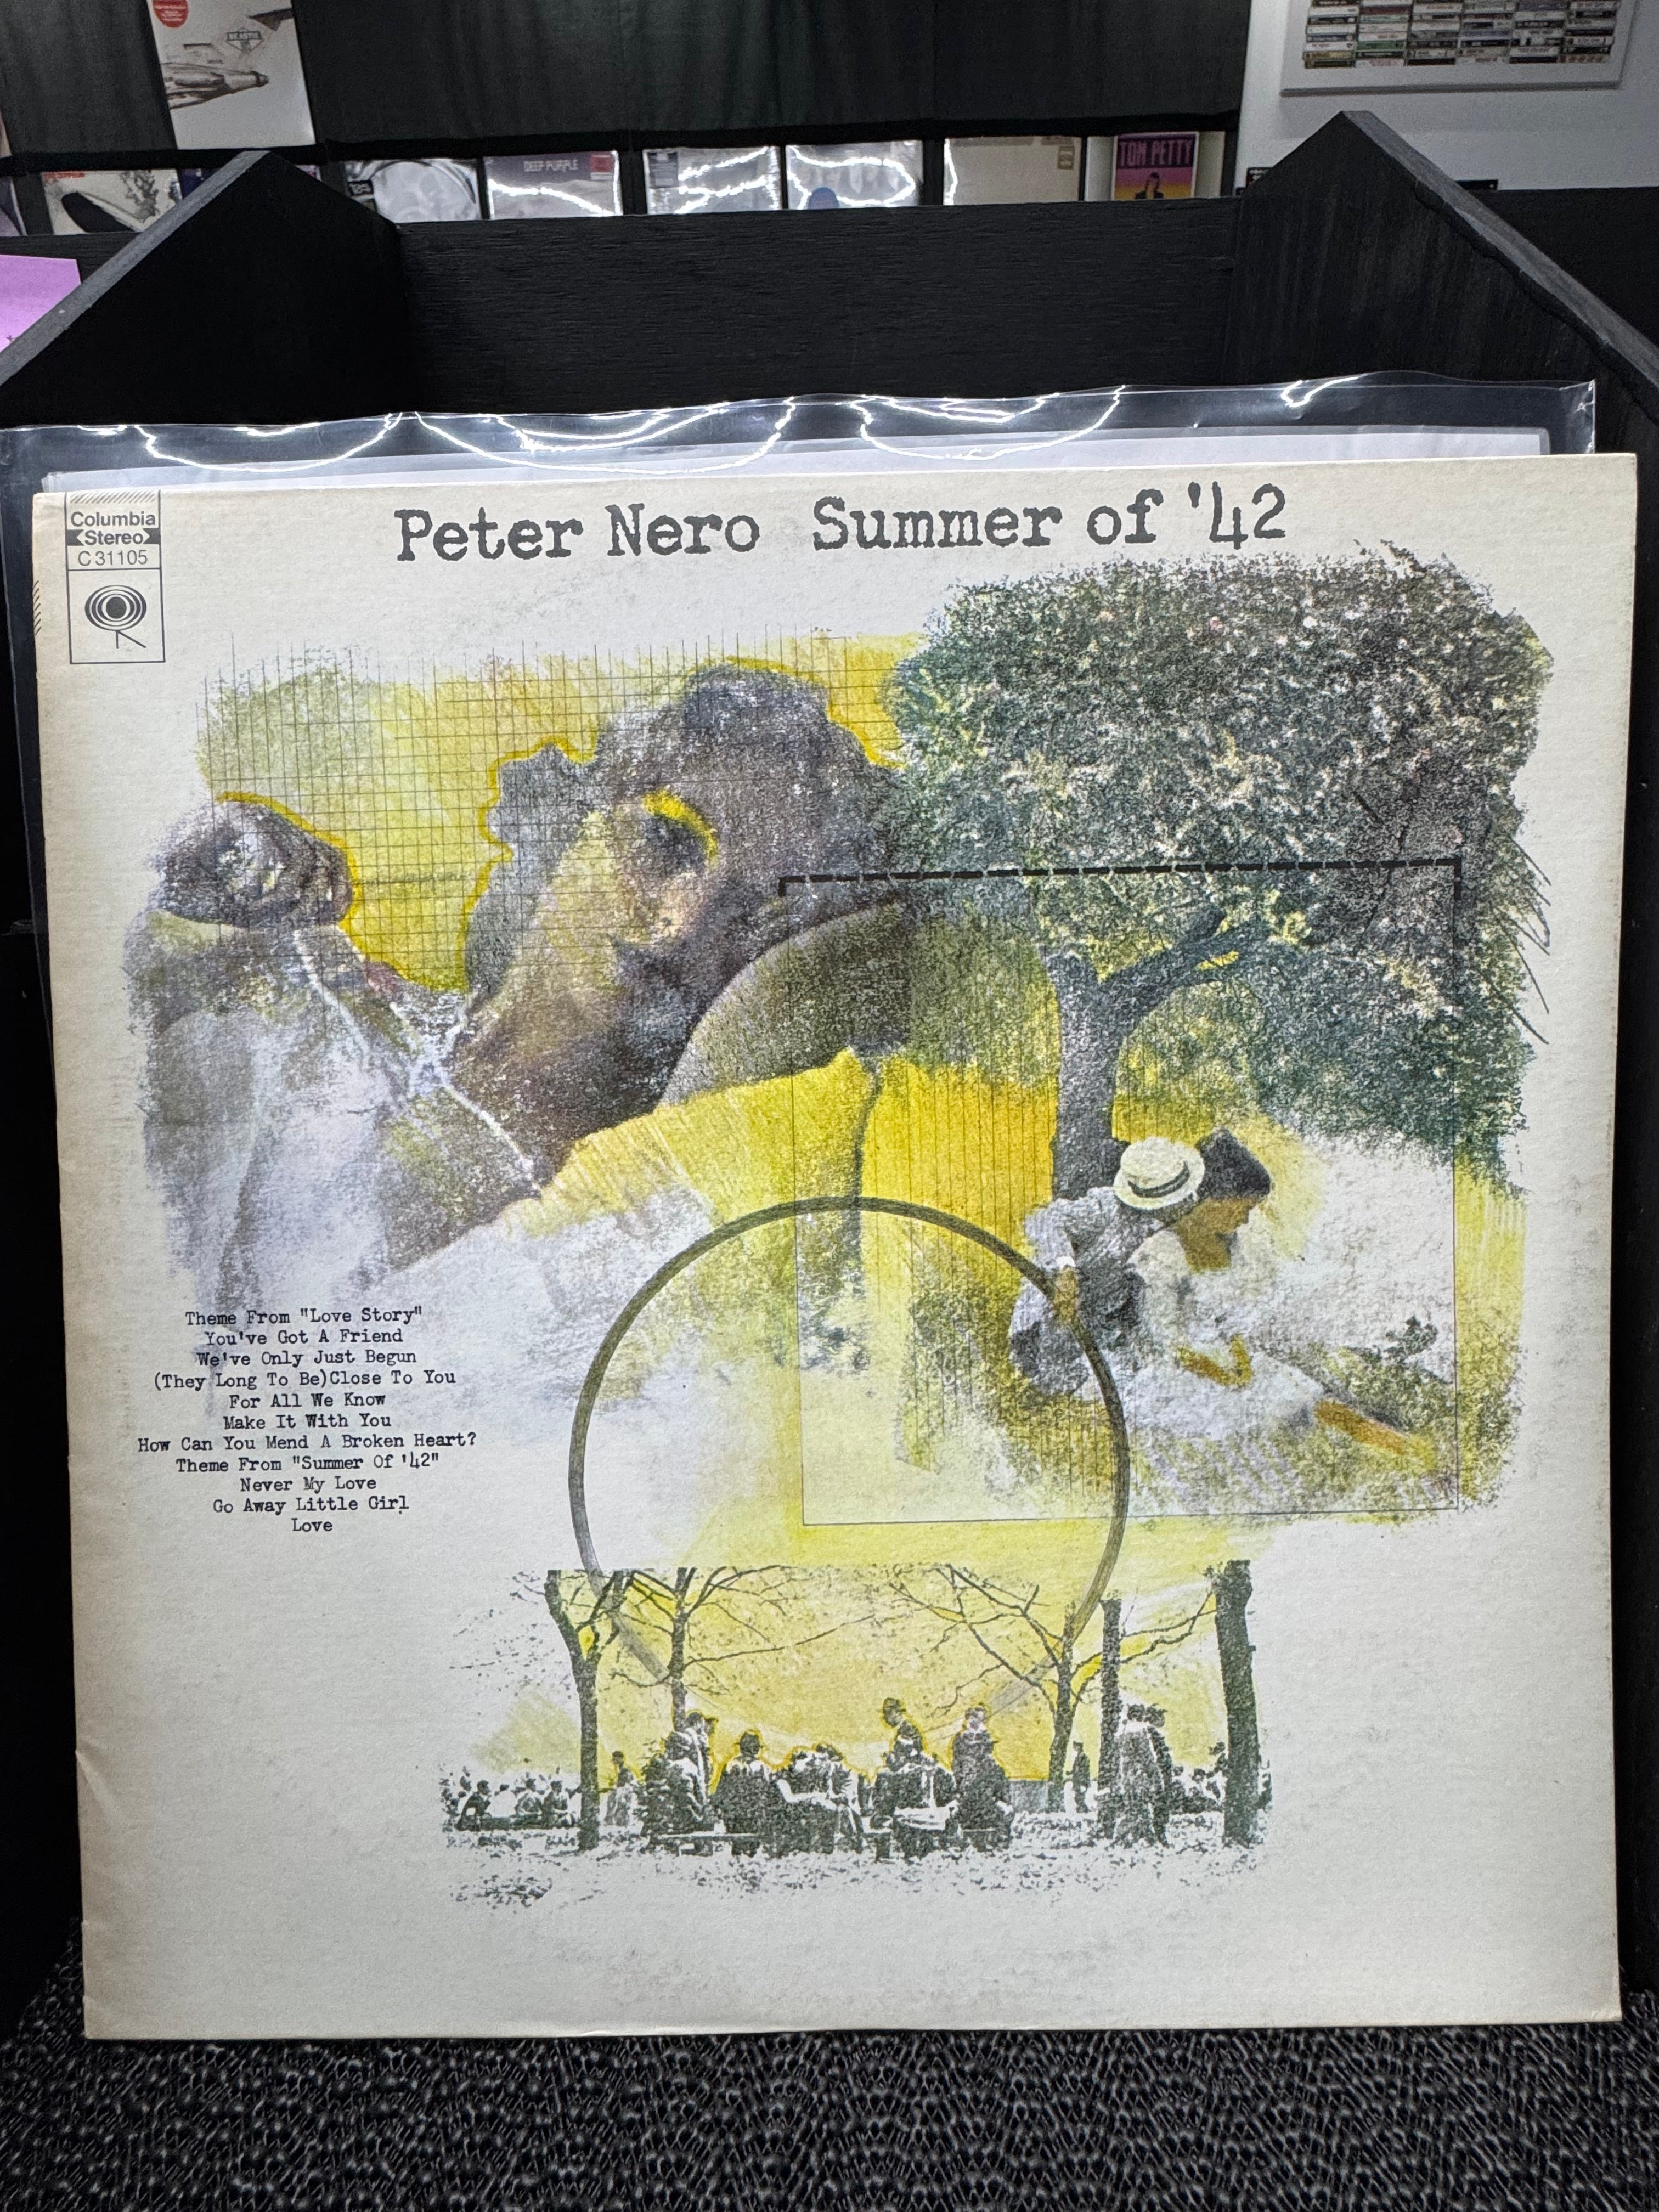 DEEP PURPLE
TOM PETTY
Columbia
Stereo
C 31105
Peter Nero Summer of '42
Theme From "Love Story"
You've Got A Friend
We've Only Just Begun
(They Long To Be)Close To You
For All We Know
Make It With You
How Can You Mend A Broken Heart?
Theme From "Summer Of '42"
Never My Love
Go Away Little Girl
Love